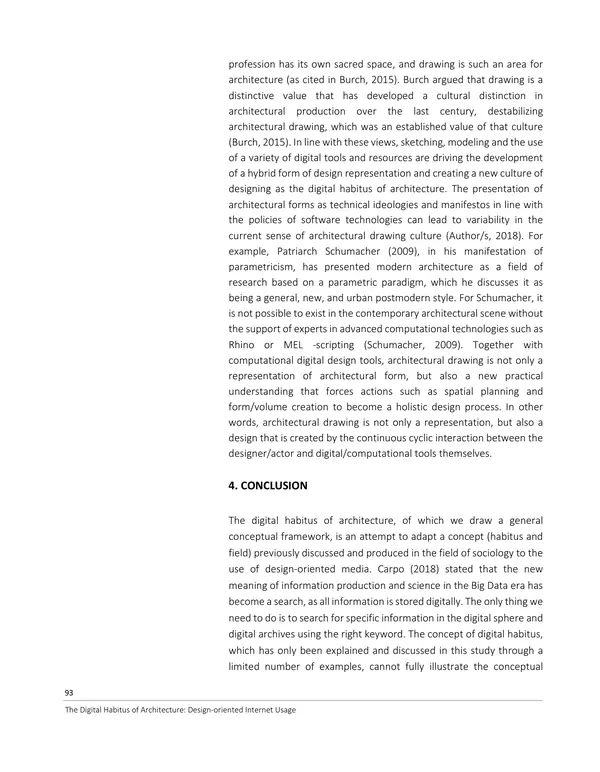 profession has its own sacred space, and drawing is such an area for
architecture (as cited in Burch, 2015). Burch argued that drawing is a
distinctive value that has developed a cultural distinction in
architectural production over the last century, destabilizing
architectural drawing, which was an established value of that culture
(Burch, 2015). In line with these views, sketching, modeling and the use
of a variety of digital tools and resources are driving the development
of a hybrid form of design representation and creating a new culture of
designing as the digital habitus of architecture. The presentation of
architectural forms as technical ideologies and manifestos in line with
the policies of software technologies can lead to variability in the
current sense of architectural drawing culture (Author/s, 2018). For
example, Patriarch Schumacher (2009), in his manifestation of
parametricism, has presented modern architecture as a field of
research based on a parametric paradigm, which he discusses it as
being a general, new, and urban postmodern style. For Schumacher, it
is not possible to exist in the contemporary architectural scene without
the support of experts in advanced computational technologies such as
Rhino or MEL -scripting (Schumacher, 2009). Together with
computational digital design tools, architectural drawing is not only a
representation of architectural form, but also a new practical
understanding that forces actions such as spatial planning and
form/volume creation to become a holistic design process. In other
words, architectural drawing is not only a representation, but also a
design that is created by the continuous cyclic interaction between the
designer/actor and digital/computational tools themselves.
4. CONCLUSION
The digital habitus of architecture, of which we draw a general
conceptual framework, is an attempt to adapt a concept (habitus and
field) previously discussed and produced in the field of sociology to the
use of design-oriented media. Carpo (2018) stated that the new
meaning of information production and science in the Big Data era has
become a search, as all information is stored digitally. The only thing we
need to do is to search for specific information in the digital sphere and
digital archives using the right keyword. The concept of digital habitus,
which has only been explained and discussed in this study through a
limited number of examples, cannot fully illustrate the conceptual
93
The Digital Habitus of Architecture: Design-oriented Internet Usage